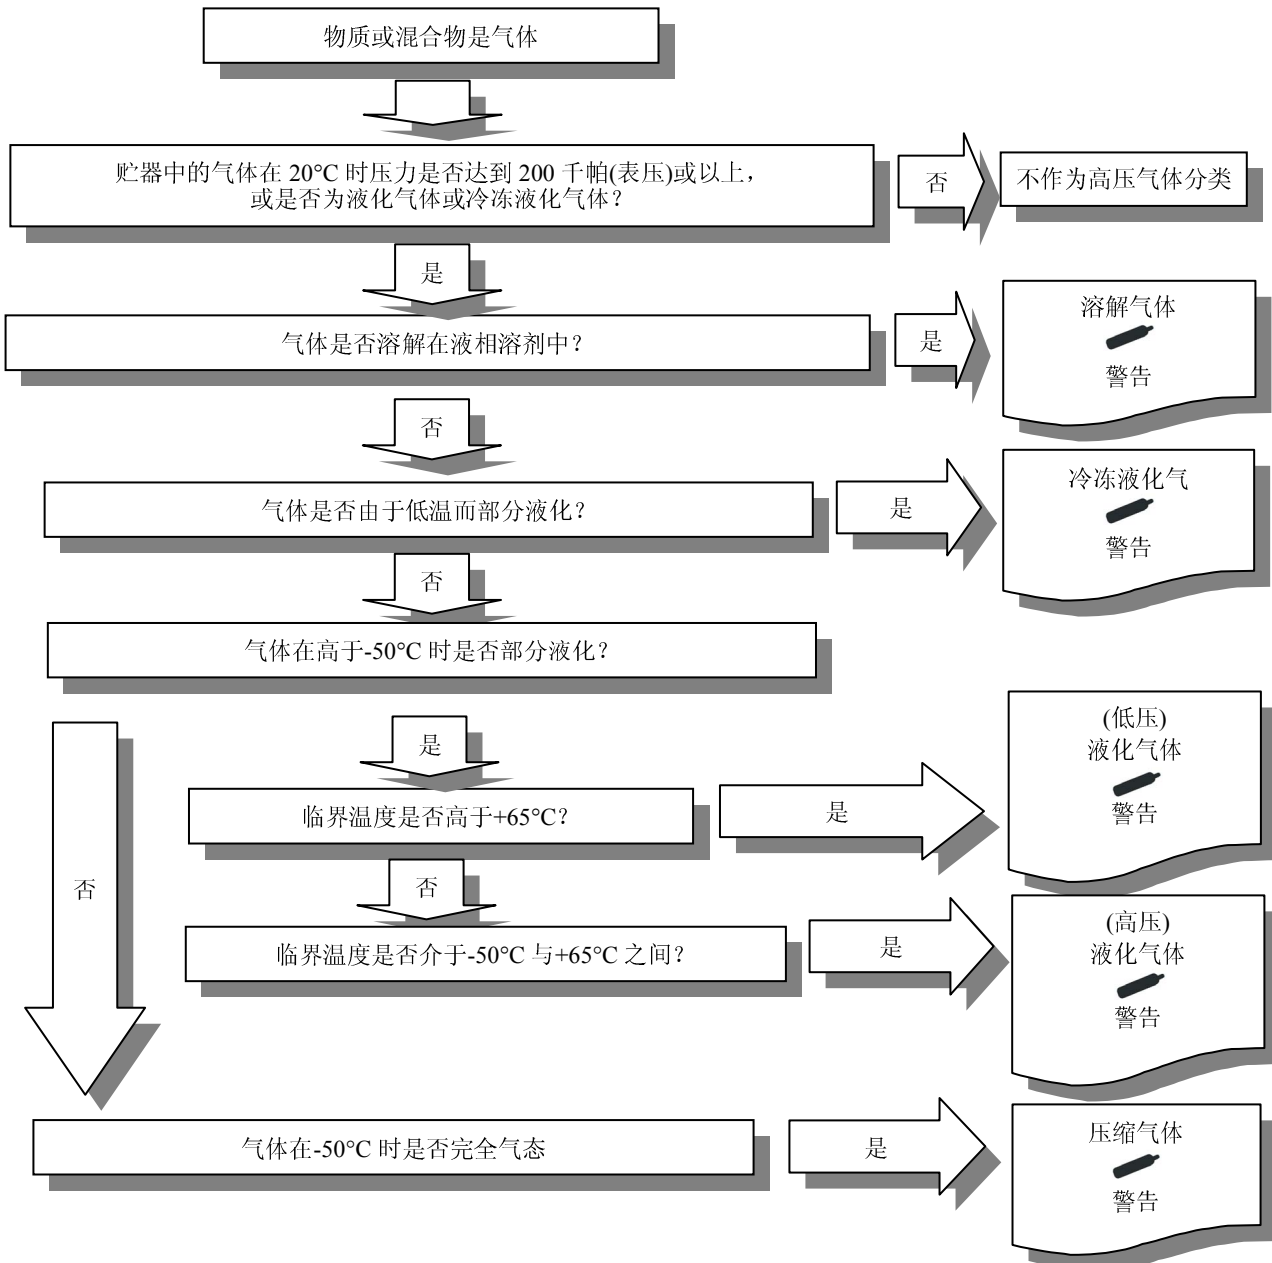 物质或混合物是气体
贮器中的气体在 20°C 时压力是否达到 200 千帕(表压)或以上，
或是否为液化气体或冷冻液化气体？
否
不作为高压气体分类
是
气体是否溶解在液相溶剂中？
是
溶解气体
警告
否
气体是否由于低温而部分液化？
是
冷冻液化气
警告
否
气体在高于-50°C 时是否部分液化？
是
临界温度是否高于+65°C？
是
(低压)
液化气体
警告
否
否
临界温度是否介于-50°C 与+65°C 之间？
是
(高压)
液化气体
警告
气体在-50°C 时是否完全气态
是
压缩气体
警告